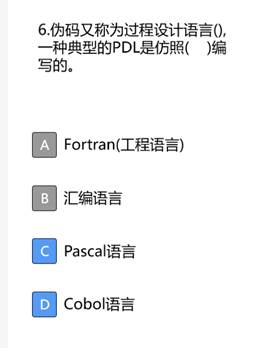 6.伪码又称为过程设计语言(),
一种典型的PDL是仿照(    )编
写的。
A Fortran(工程语言)
B 汇编语言
C Pascal语言
D Cobol语言